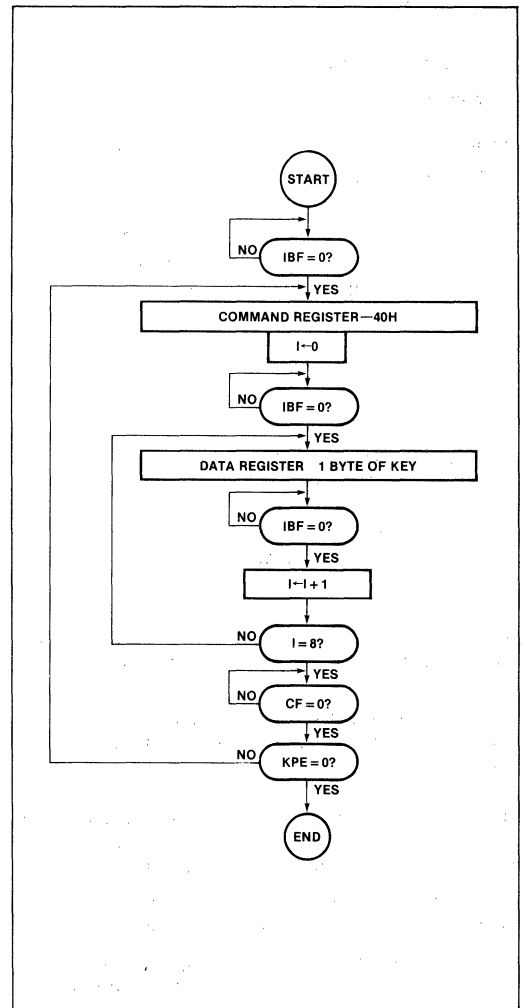 START
IBF = 0?
NO
YES
COMMAND REGISTER—40H
I←0
IBF = 0?
NO
YES
DATA REGISTER 1 BYTE OF KEY
IBF = 0?
NO
YES
I←I + 1
I = 8?
NO
YES
CF = 0?
NO
YES
KPE = 0?
NO
YES
END